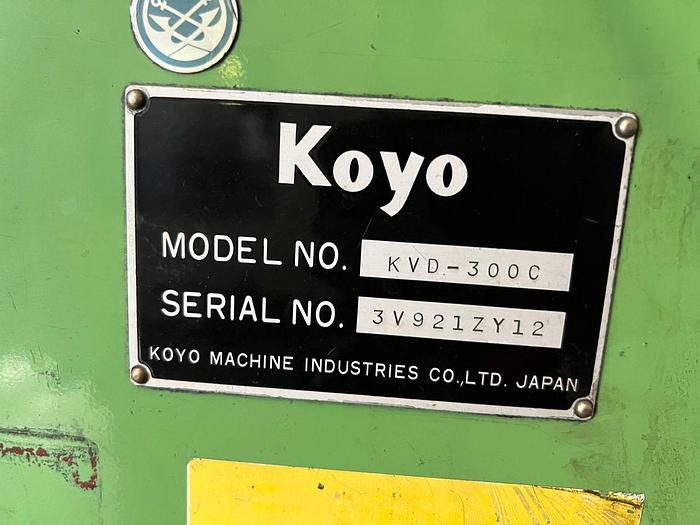 Koyo
MODEL NO. KVD-300C
SERIAL NO. 3V921ZY12
KOYO MACHINE INDUSTRIES CO.,LTD. JAPAN